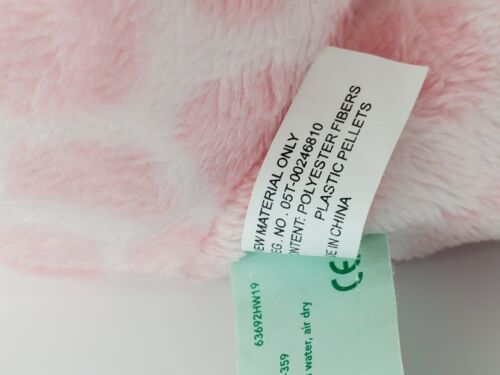 EW MATERIAL ONLY
EG. NO. 05T-00246810
ONTENT: POLYESTER FIBERS
PLASTIC PELLETS
E IN CHINA
CE
63692HW19
water, air dry
-359